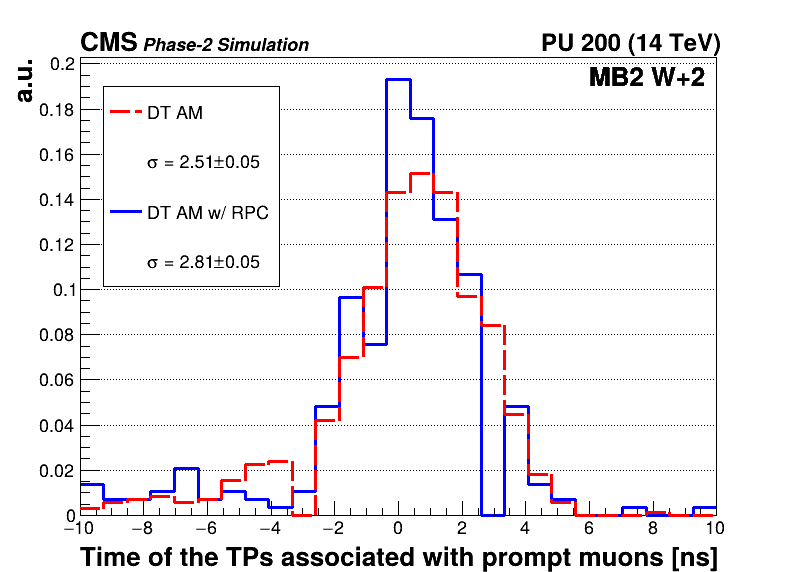 CMS Phase-2 Simulation PU 200 (14 TeV)
a.u.
MB2 W+2
DT AM
σ = 2.51±0.05
DT AM w/ RPC
σ = 2.81±0.05
0.2
0.18
0.16
0.14
0.12
0.1
0.08
0.06
0.04
0.02
0
−10 −8 −6 −4 −2 0 2 4 6 8 10
Time of the TPs associated with prompt muons [ns]